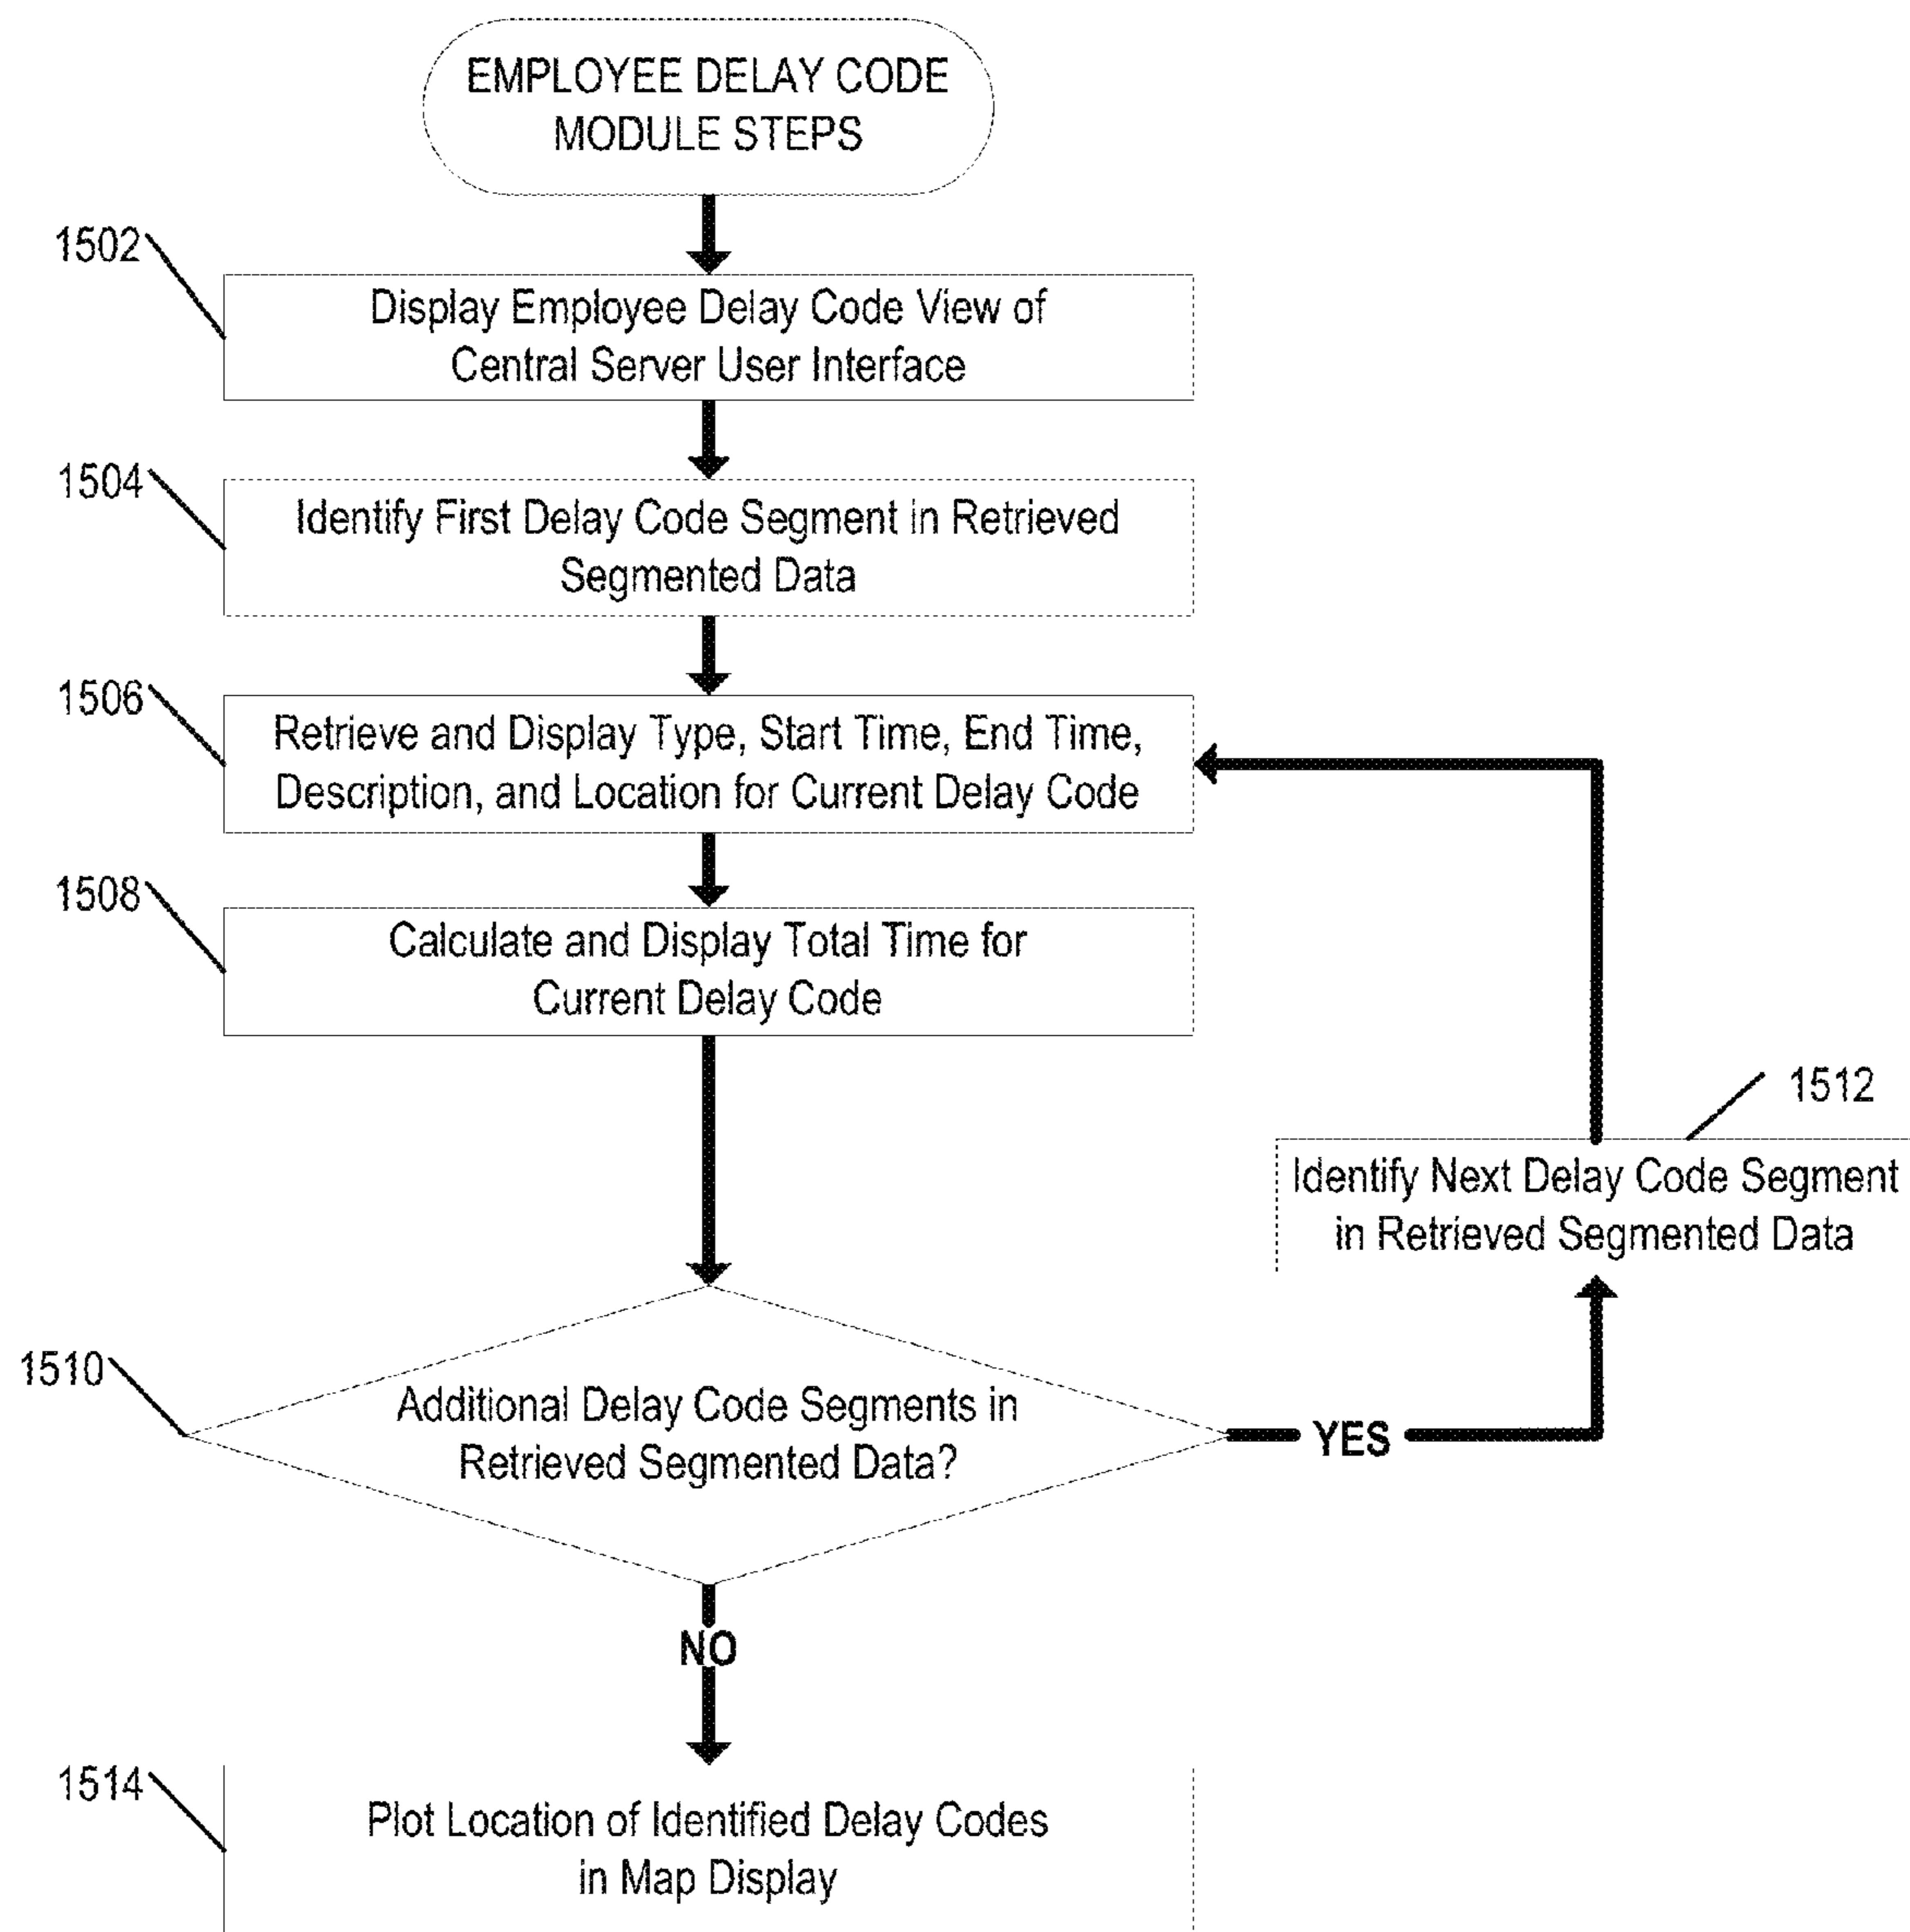 EMPLOYEE DELAY CODE
MODULE STEPS
1502
Display Employee Delay Code View of
Central Server User Interface
1504
Identify First Delay Code Segment in Retrieved
Segmented Data
1506
Retrieve and Display Type, Start Time, End Time,
Description, and Location for Current Delay Code
1508
Calculate and Display Total Time for
Current Delay Code
1512
Identify Next Delay Code Segment
in Retrieved Segmented Data
1510
Additional Delay Code Segments in
Retrieved Segmented Data?
YES
NO
1514
Plot Location of Identified Delay Codes
in Map Display